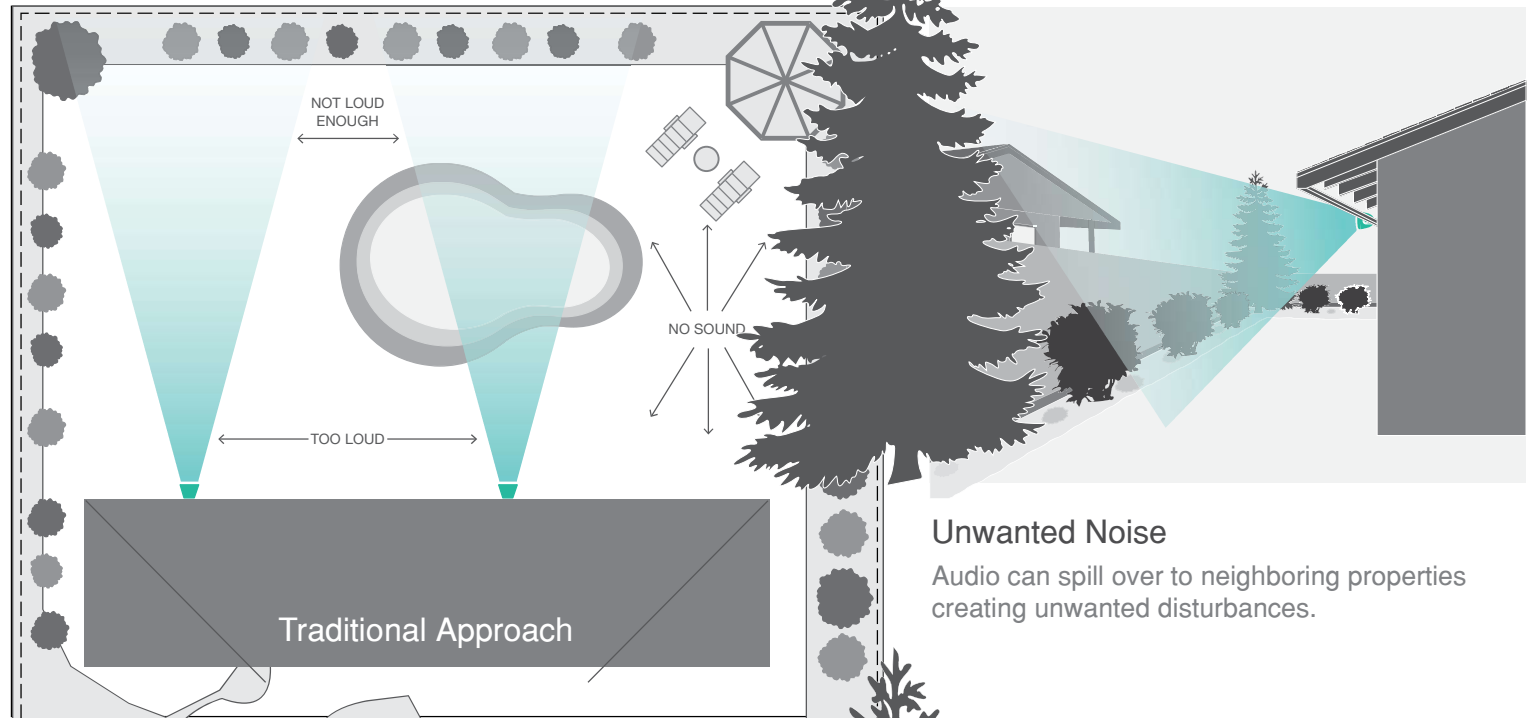 NOT LOUD
ENOUGH
NO SOUND
TOO LOUD
Traditional Approach
Unwanted Noise
Audio can spill over to neighboring properties
creating unwanted disturbances.